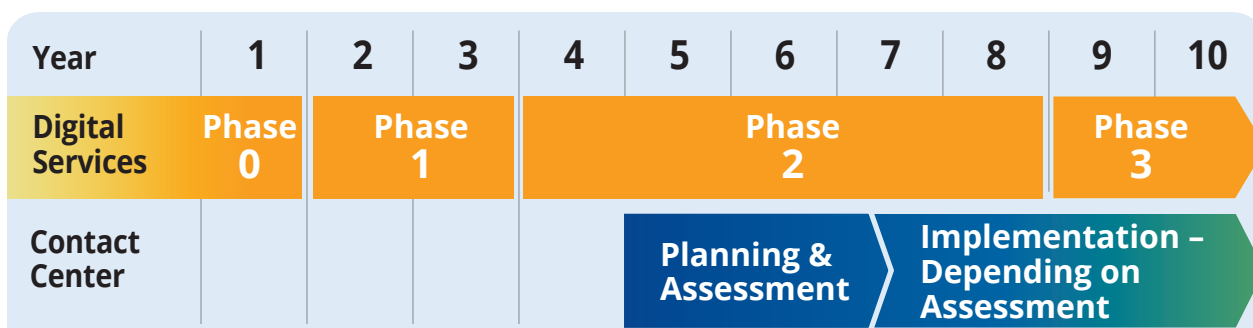 Year 1 2 3 4 5 6 7 8 9 10
Digital
Services
Phase
0
Phase
1
Phase
2
Phase
3
Contact
Center
Planning &
Assessment
Implementation –
Depending on
Assessment